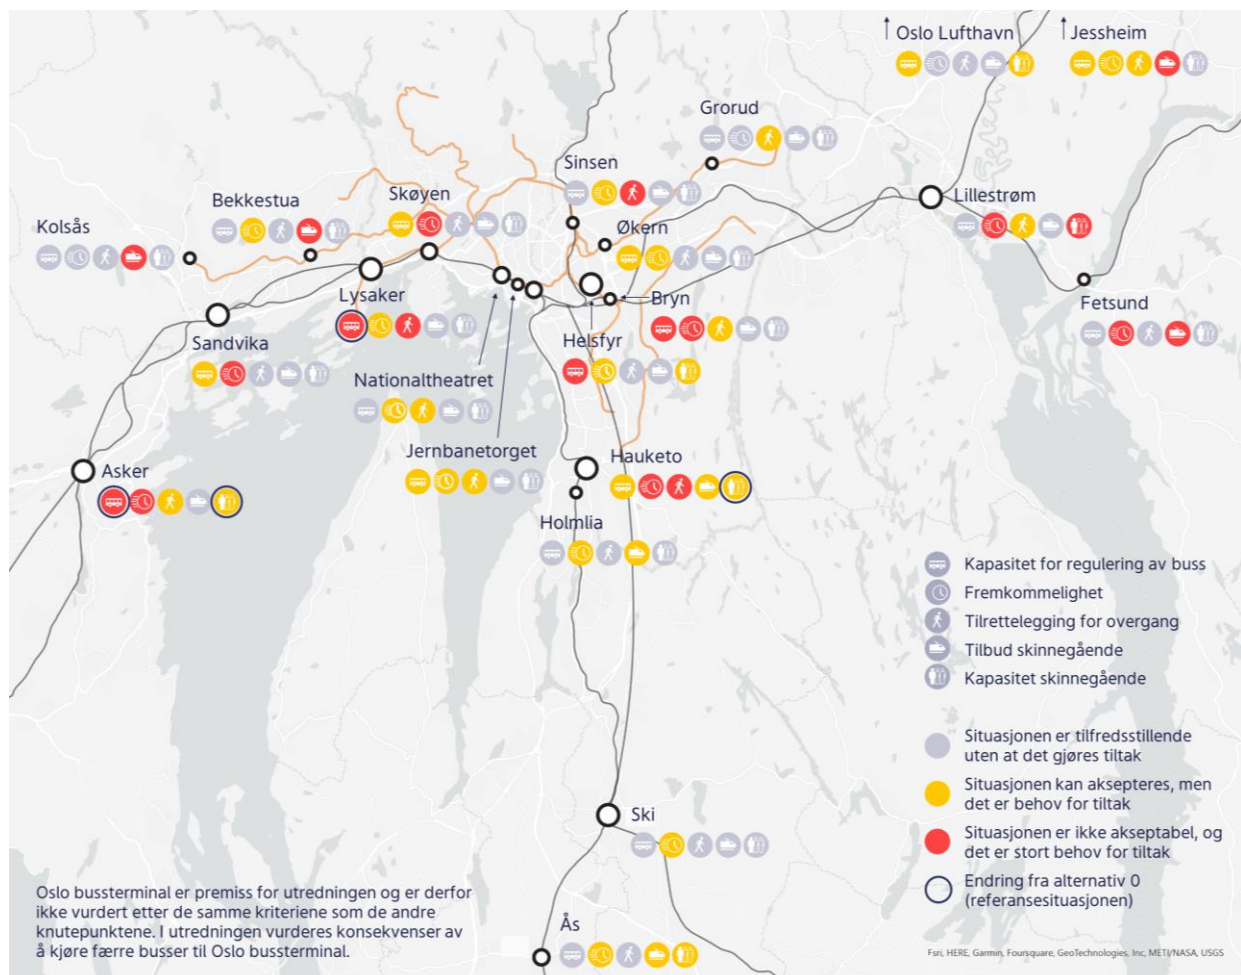 Oslo Lufthavn
Jessheim
Grorud
Sinsen
Skøyen
Bekkestua
Kolsås
Lillestrøm
Økern
Lysaker
Bryn
Fetsund
Sandvika
Helsfyr
Nationaltheatret
Jernbanetorget
Hauketo
Asker
Holmlia
Kapasitet for regulering av buss
Fremkommelighet
Tilrettelegging for overgang
Tilbud skinnegående
Kapasitet skinnegående
Situasjonen er tilfredsstillende
uten at det gjøres tiltak
Situasjonen kan aksepteres, men
det er behov for tiltak
Situasjonen er ikke akseptabel, og
det er stort behov for tiltak
Endring fra alternativ 0
(referansesituasjonen)
Ski
Ås
Oslo bussterminal er premiss for utredningen og er derfor
ikke vurdert etter de samme kriteriene som de andre
knutepunktene. I utredningen vurderes konsekvenser av
å kjøre færre busser til Oslo bussterminal.
Esri, HERE, Garmin, Foursquare, GeoTechnologies, Inc, METI/NASA, USGS